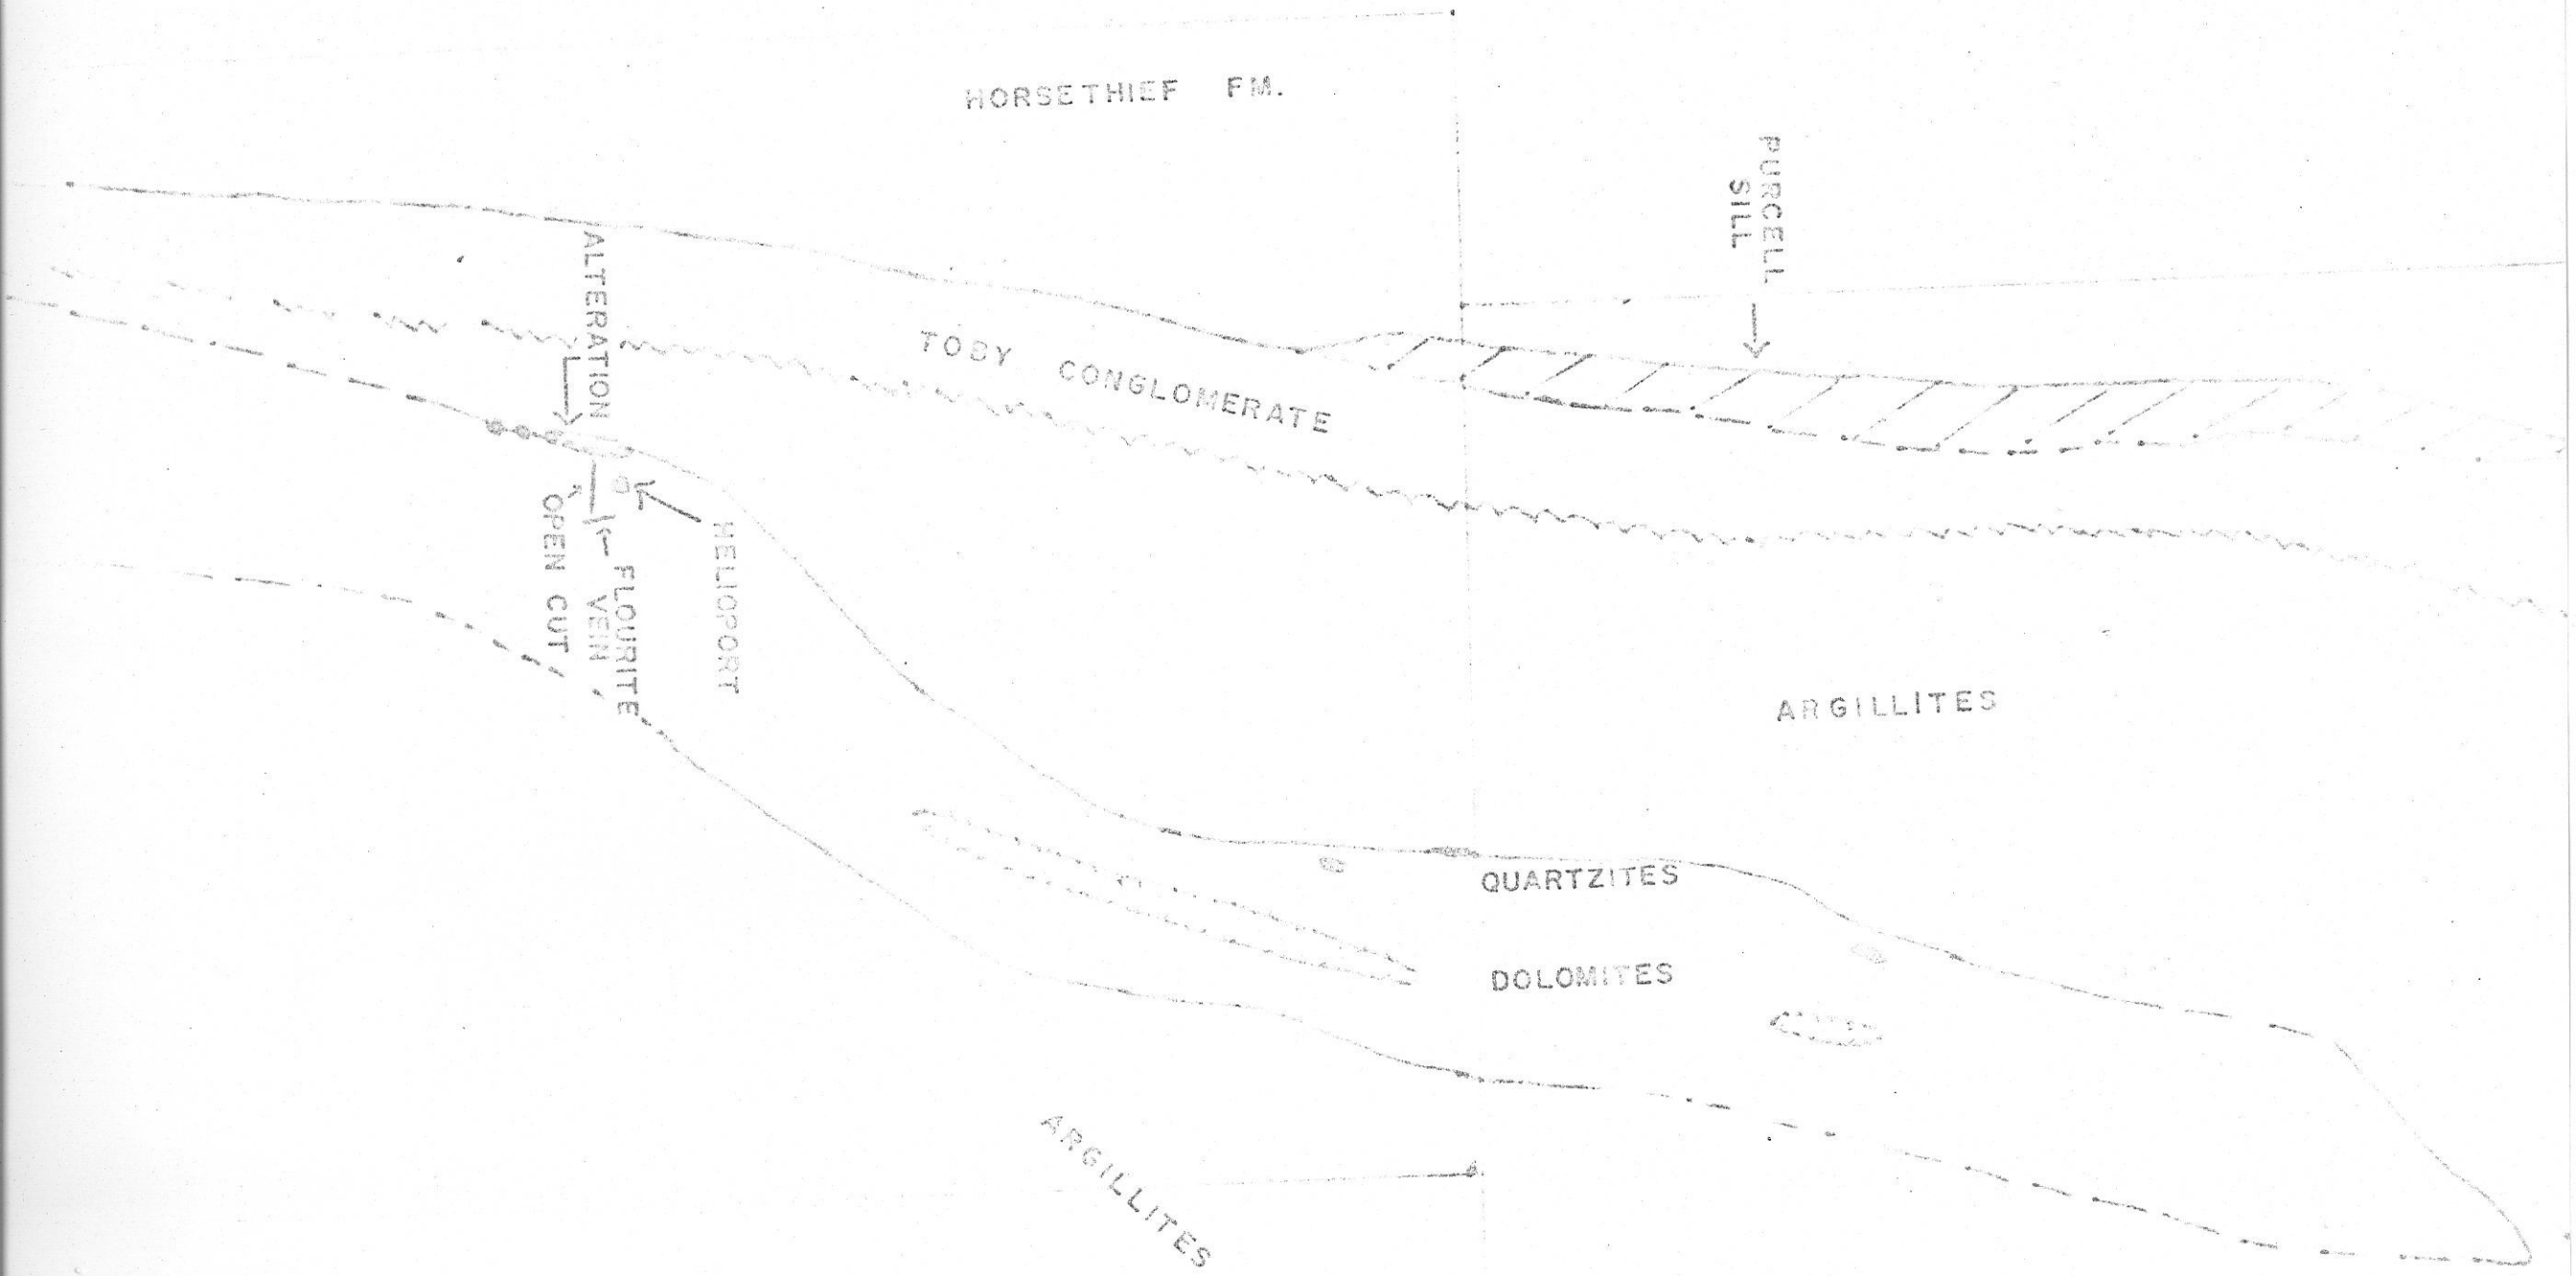 HORSETHIEF FM.
PURCELL
SILL
ALTERATION
TOBY CONGLOMERATE
OPEN CUT
FLOURITE
VEIN
HELIOPORT
ARGILLITES
QUARTZITES
DOLOMITES
ARGILLITES